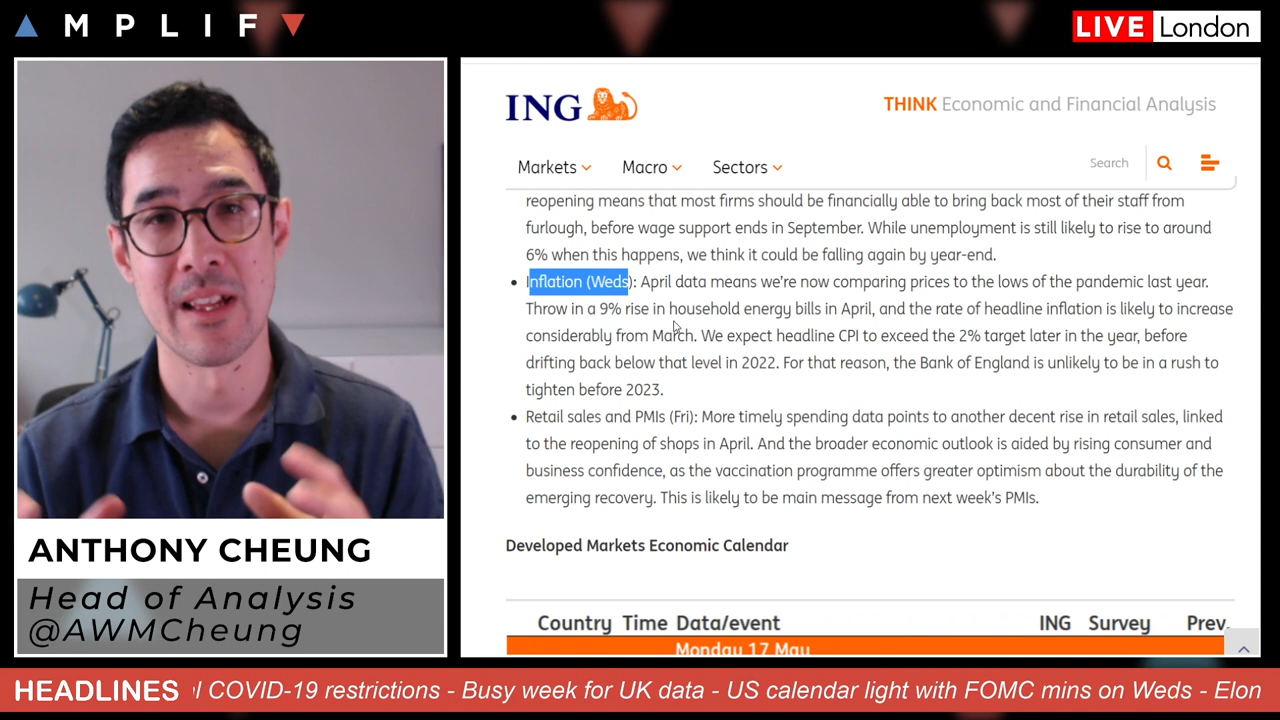 AMPLIFY
LIVE London
ING
THINK Economic and Financial Analysis
Markets Macro Sectors Search
reopening means that most firms should be financially able to bring back most of their staff from
furlough, before wage support ends in September. While unemployment is still likely to rise to around
6% when this happens, we think it could be falling again by year-end.
Inflation (Weds): April data means we're now comparing prices to the lows of the pandemic last year.
Throw in a 9% rise in household energy bills in April, and the rate of headline inflation is likely to increase
considerably from March. We expect headline CPI to exceed the 2% target later in the year, before
drifting back below that level in 2022. For that reason, the Bank of England is unlikely to be in a rush to
tighten before 2023.
Retail sales and PMIs (Fri): More timely spending data points to another decent rise in retail sales, linked
to the reopening of shops in April. And the broader economic outlook is aided by rising consumer and
business confidence, as the vaccination programme offers greater optimism about the durability of the
emerging recovery. This is likely to be main message from next week's PMIs.
Developed Markets Economic Calendar
Country Time Data/event ING Survey Prev.
Monday 17 May
ANTHONY CHEUNG
Head of Analysis
@AWMCheung
HEADLINES l COVID-19 restrictions - Busy week for UK data - US calendar light with FOMC mins on Weds - Elon